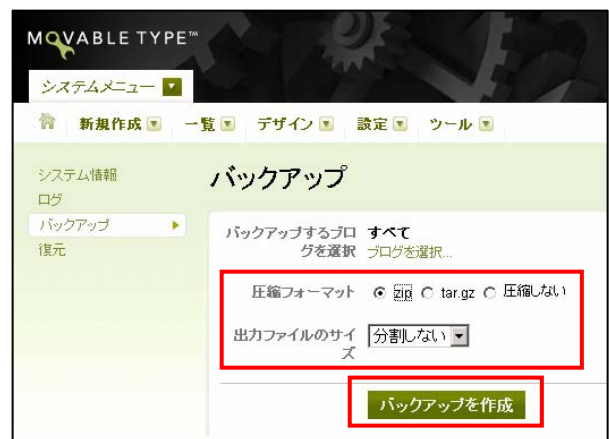 MOVABLE TYPE™
システムメニュー
新規作成 一覧 デザイン 設定 ツール
システム情報
ログ
バックアップ
復元
バックアップ
バックアップするブロ
グを選択
すべて
ブログを選択...
圧縮フォーマット zip tar.gz 圧縮しない
出力ファイルのサイ
ズ
分割しない
バックアップを作成